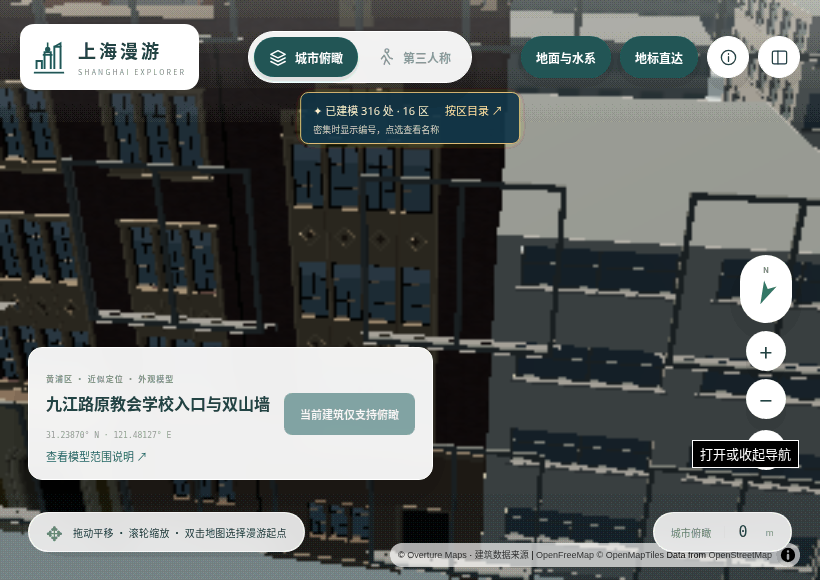 上海漫游
SHANGHAI EXPLORER
城市俯瞰
第三人称
地面与水系
地标直达
✦ 已建模 316 处 · 16 区 按区目录 ↗
密集时显示编号，点选查看名称
N
+
−
黄浦区 · 近似定位 · 外观模型
九江路原教会学校入口与双山墙
当前建筑仅支持俯瞰
31.23870° N · 121.48127° E
查看模型范围说明 ↗
打开或收起导航
拖动平移 · 滚轮缩放 · 双击地图选择漫游起点
城市俯瞰 0 m
© Overture Maps · 建筑数据来源 | OpenFreeMap © OpenMapTiles Data from OpenStreetMap